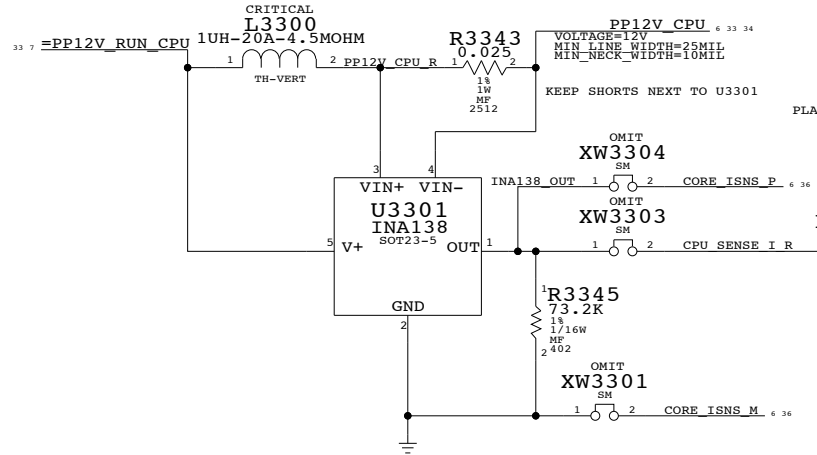 CRITICAL
L3300
1UH-20A-4.5MOHM
33 7 =PP12V_RUN_CPU
1 2
TH-VERT
PP12V_CPU_R
R3343
0.025
1 2
1%
1W
MF
2512
PP12V_CPU 6 33 34
VOLTAGE=12V
MIN_LINE_WIDTH=25MIL
MIN_NECK_WIDTH=10MIL
KEEP SHORTS NEXT TO U3301
PLA
3 4
VIN+ VIN-
U3301
INA138
SOT23-5
5 V+
OUT 1
GND
2
OMIT
XW3304
SM
INA138_OUT 1 2 CORE_ISNS_P 6 36
OMIT
XW3303
SM
1 2 CPU_SENSE_I_R
1
R3345
73.2K
1%
1/16W
MF
402
2
OMIT
XW3301
SM
1 2 CORE_ISNS_M 6 36